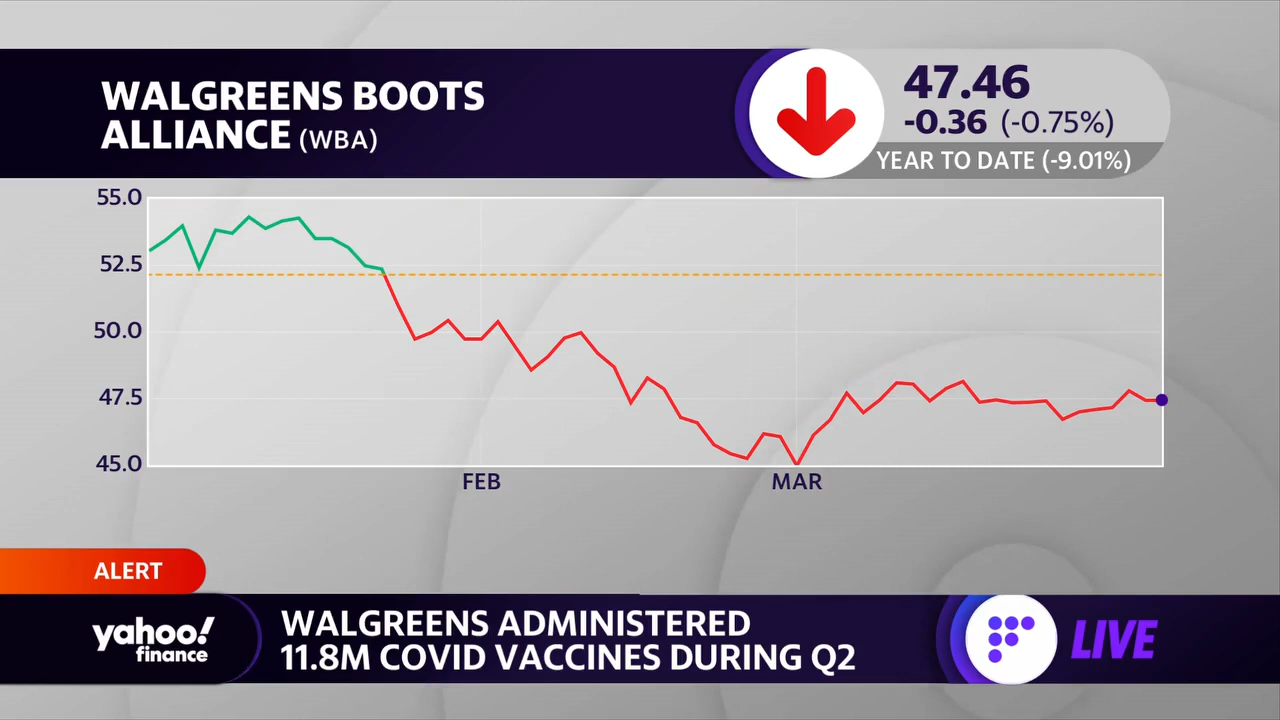 WALGREENS BOOTS
ALLIANCE (WBA)
47.46
-0.36 (-0.75%)
YEAR TO DATE (-9.01%)
55.0
52.5
50.0
47.5
45.0
FEB
MAR
ALERT
yahoo!
finance
WALGREENS ADMINISTERED
11.8M COVID VACCINES DURING Q2
LIVE